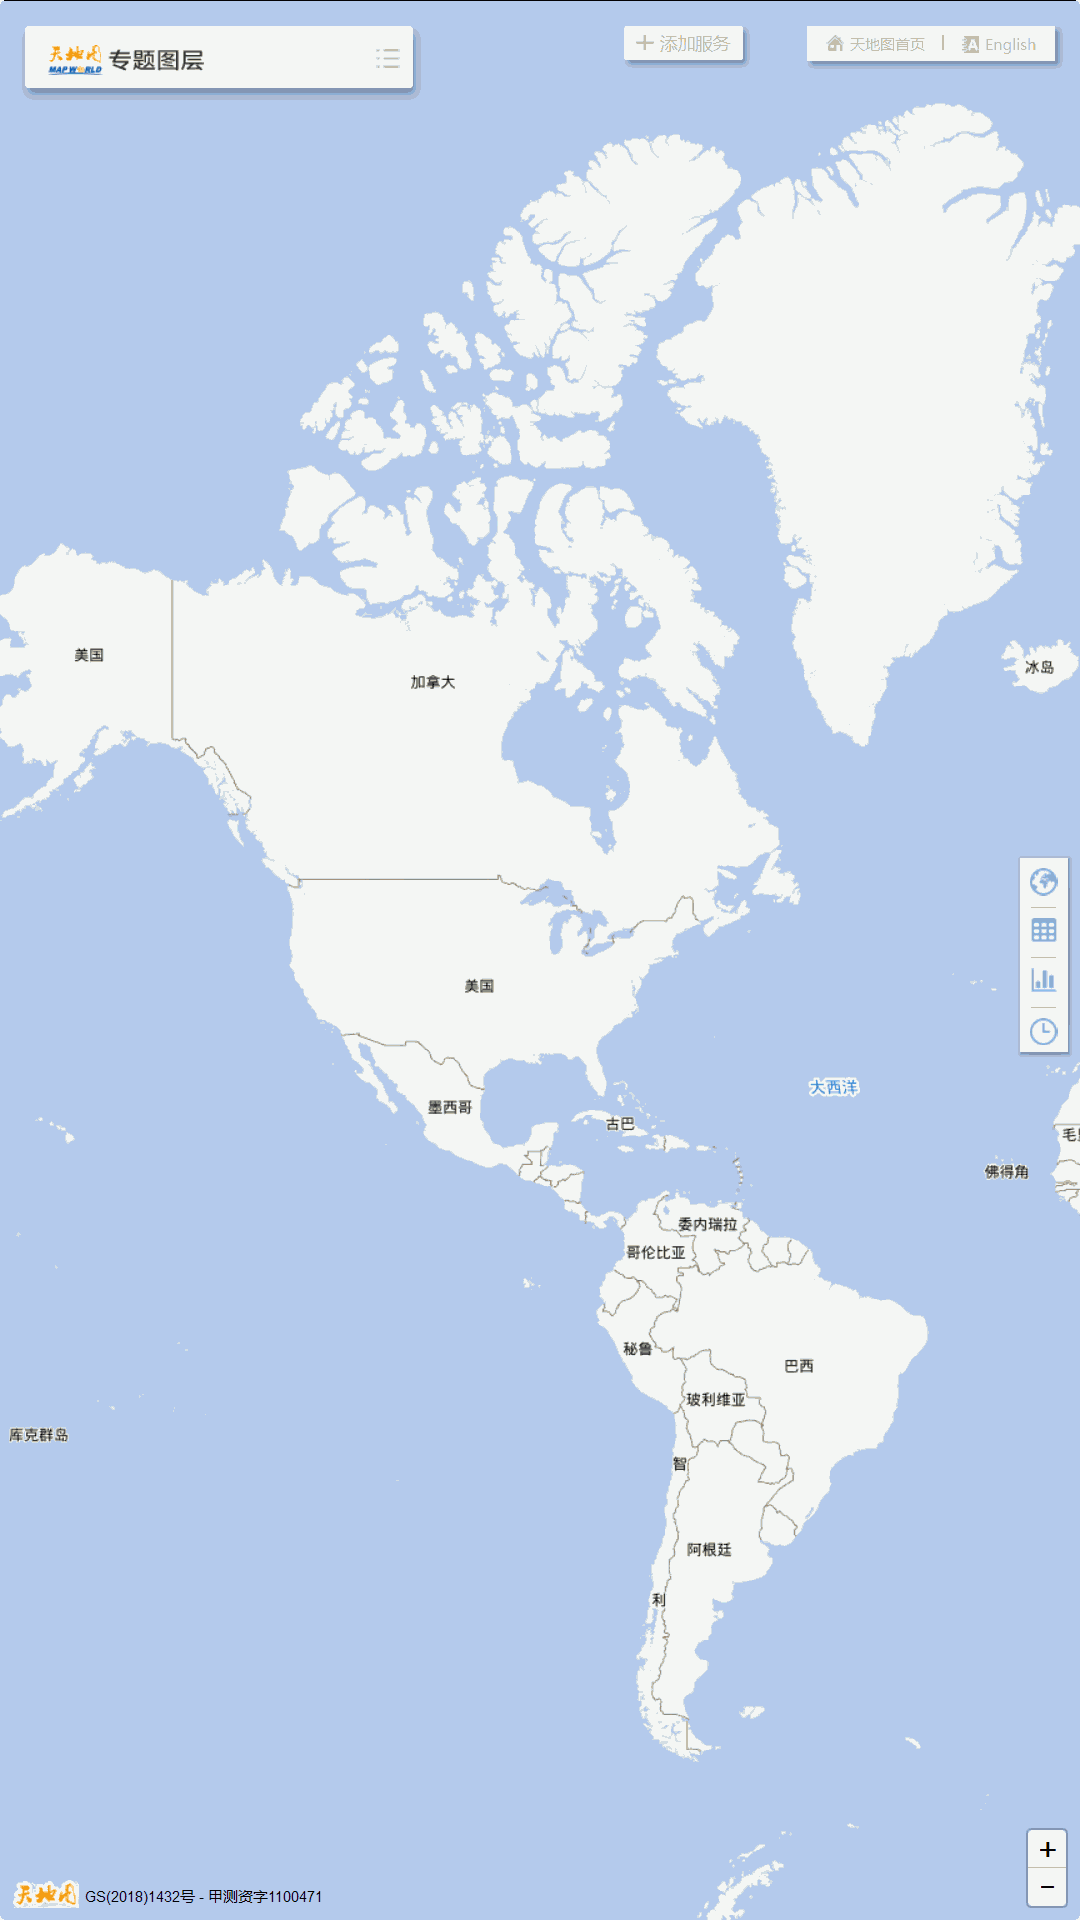 天地图
MAP WORLD
专题图层
添加服务
天地图首页
English
美国
加拿大
冰岛
美国
大西洋
墨西哥
古巴
佛得角
委内瑞拉
哥伦比亚
秘鲁
巴西
玻利维亚
库克群岛
智
阿根廷
利
+
−
天地图
GS(2018)1432号 - 甲测资字1100471